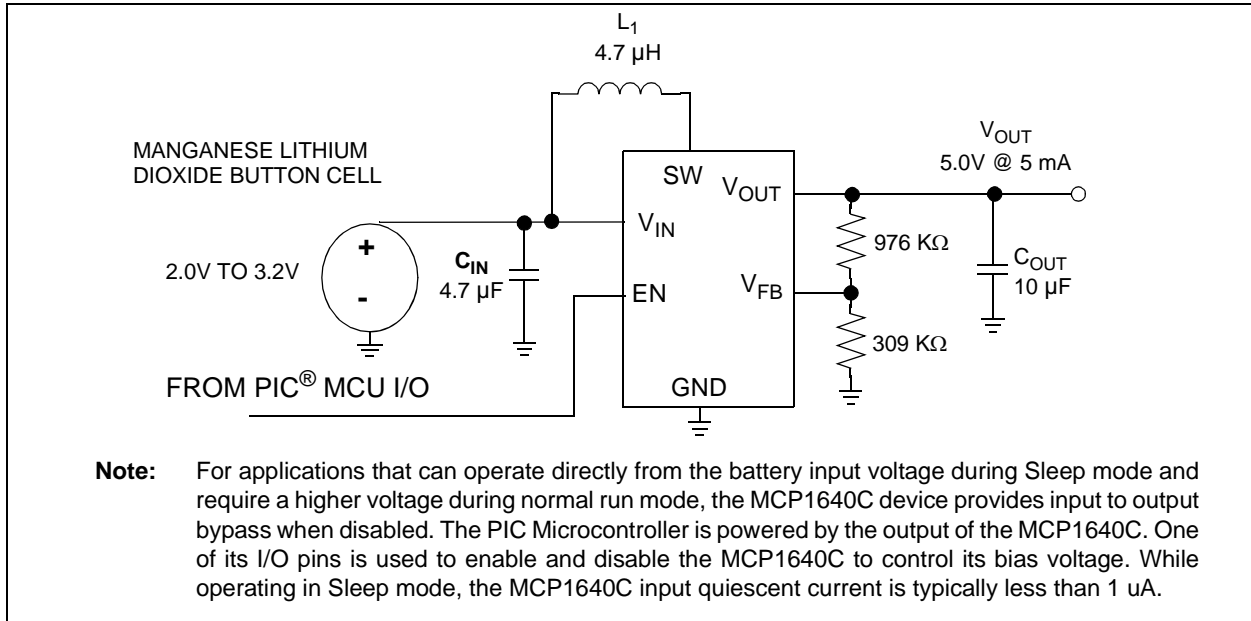 L1
4.7 µH
MANGANESE LITHIUM
DIOXIDE BUTTON CELL
VOUT
5.0V @ 5 mA
SW
VOUT
VIN
+
976 KΩ
2.0V TO 3.2V
CIN
4.7 µF
COUT
10 µF
-
EN
VFB
309 KΩ
FROM PIC® MCU I/O
GND
Note: For applications that can operate directly from the battery input voltage during Sleep mode and
require a higher voltage during normal run mode, the MCP1640C device provides input to output
bypass when disabled. The PIC Microcontroller is powered by the output of the MCP1640C. One
of its I/O pins is used to enable and disable the MCP1640C to control its bias voltage. While
operating in Sleep mode, the MCP1640C input quiescent current is typically less than 1 uA.